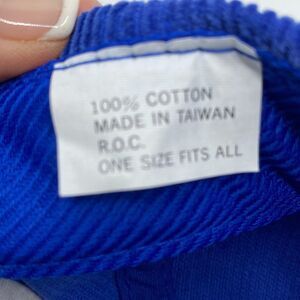 100% COTTON
MADE IN TAIWAN
R.O.C.
ONE SIZE FITS ALL